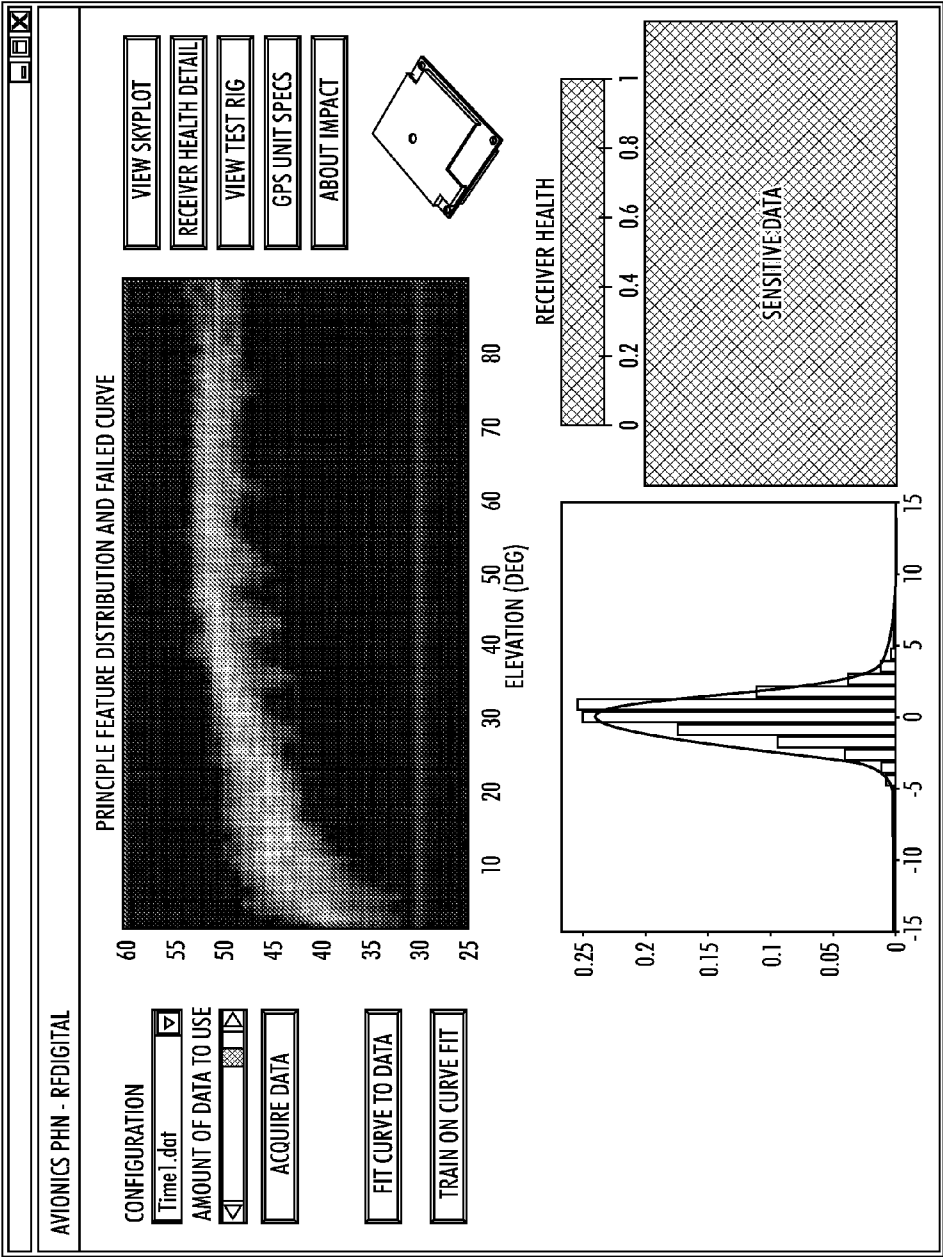 AVIONICS PHN - RFDIGITAL
CONFIGURATION
Time1.dat
AMOUNT OF DATA TO USE
ACQUIRE DATA
FIT CURVE TO DATA
TRAIN ON CURVE FIT
PRINCIPLE FEATURE DISTRIBUTION AND FAILED CURVE
60
55
50
45
40
35
30
25
10 20 30 40 50 60 70 80
ELEVATION (DEG)
VIEW SKYPLOT
RECEIVER HEALTH DETAIL
VIEW TEST RIG
GPS UNIT SPECS
ABOUT IMPACT
0.25
0.2
0.15
0.1
0.05
0
-15 -10 -5 0 5 10 15
RECEIVER HEALTH
0 0.2 0.4 0.6 0.8 1
SENSITIVE DATA